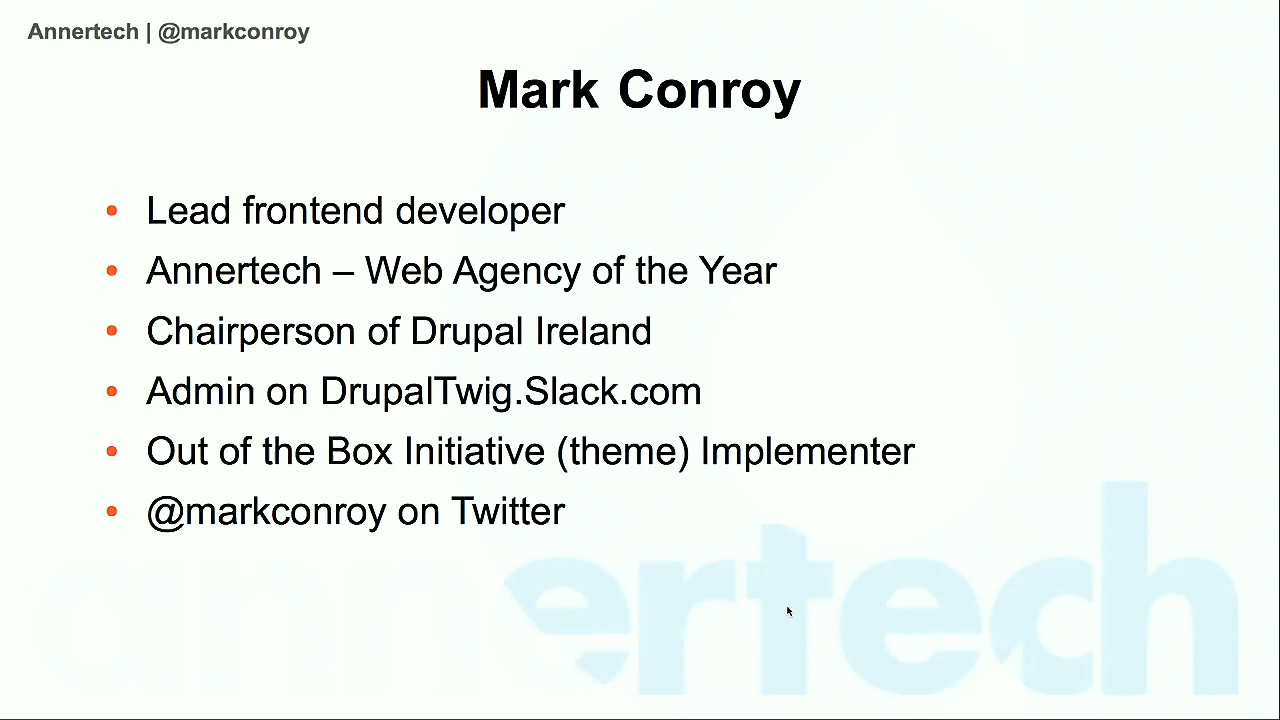 Annertech | @markconroy
Mark Conroy
• Lead frontend developer
• Annertech – Web Agency of the Year
• Chairperson of Drupal Ireland
• Admin on DrupalTwig.Slack.com
• Out of the Box Initiative (theme) Implementer
• @markconroy on Twitter
annertech